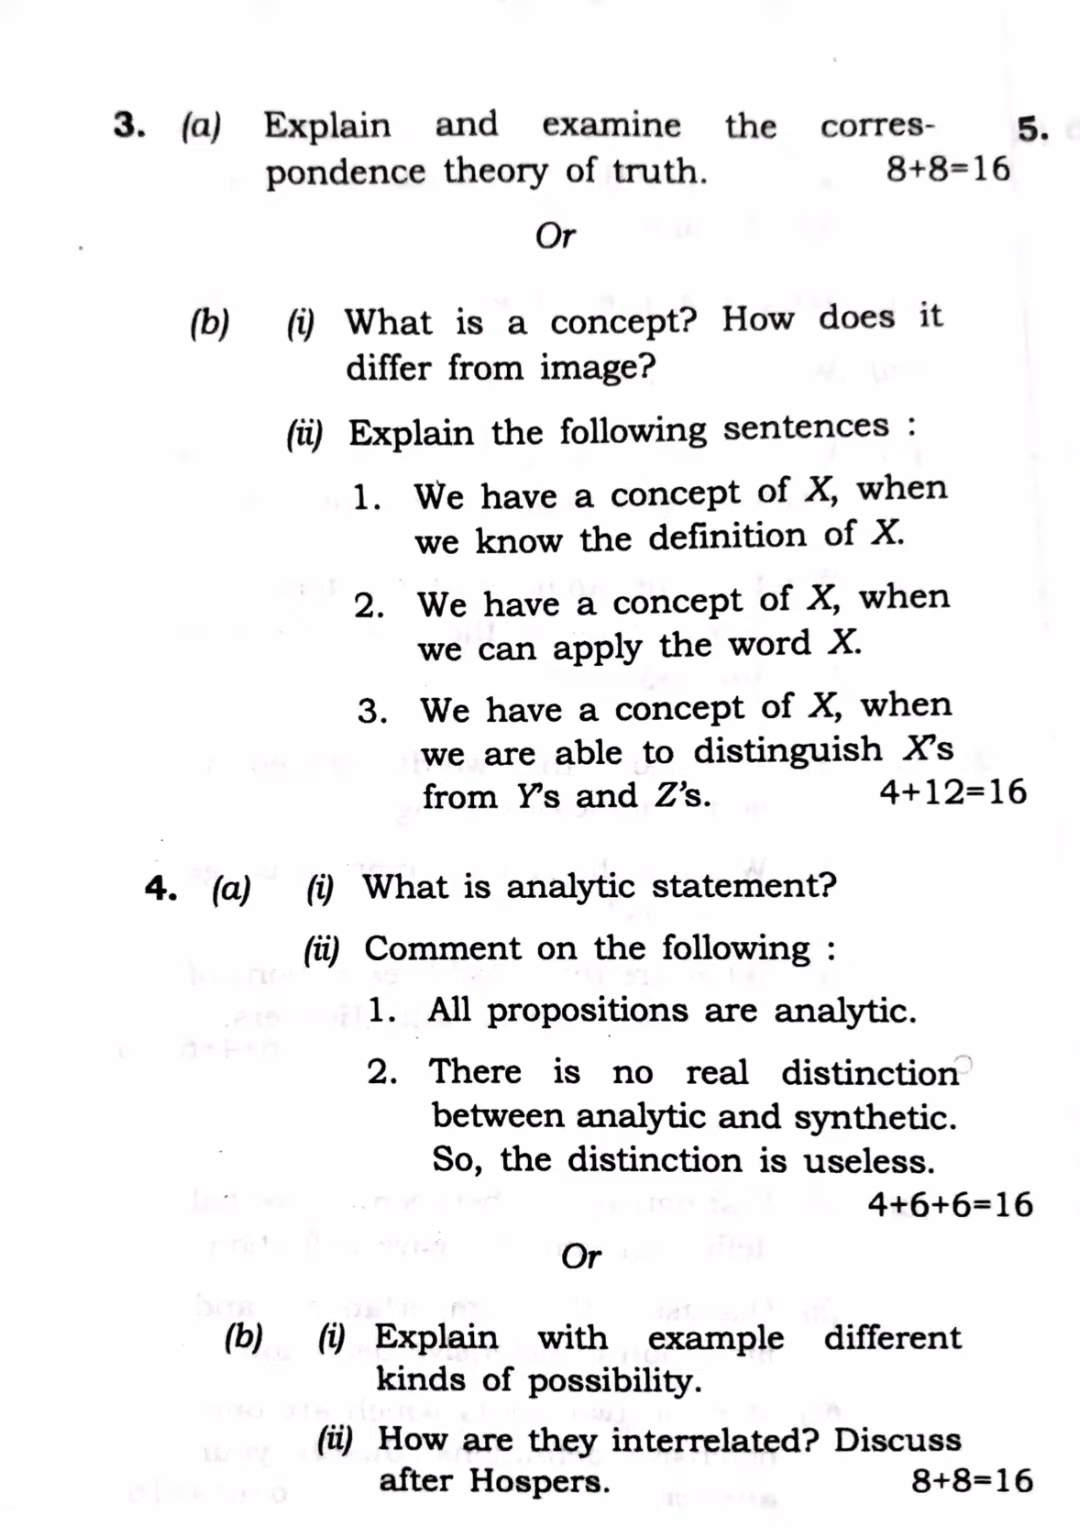 3. (a) Explain and examine the corres-
pondence theory of truth. 8+8=16
5.
Or
(b) (i) What is a concept? How does it
differ from image?
(ii) Explain the following sentences :
1. We have a concept of X, when
we know the definition of X.
2. We have a concept of X, when
we can apply the word X.
3. We have a concept of X, when
we are able to distinguish X's
from Y's and Z's. 4+12=16
4. (a) (i) What is analytic statement?
(ii) Comment on the following :
1. All propositions are analytic.
2. There is no real distinction
between analytic and synthetic.
So, the distinction is useless.
4+6+6=16
Or
(b) (i) Explain with example different
kinds of possibility.
(ii) How are they interrelated? Discuss
after Hospers. 8+8=16